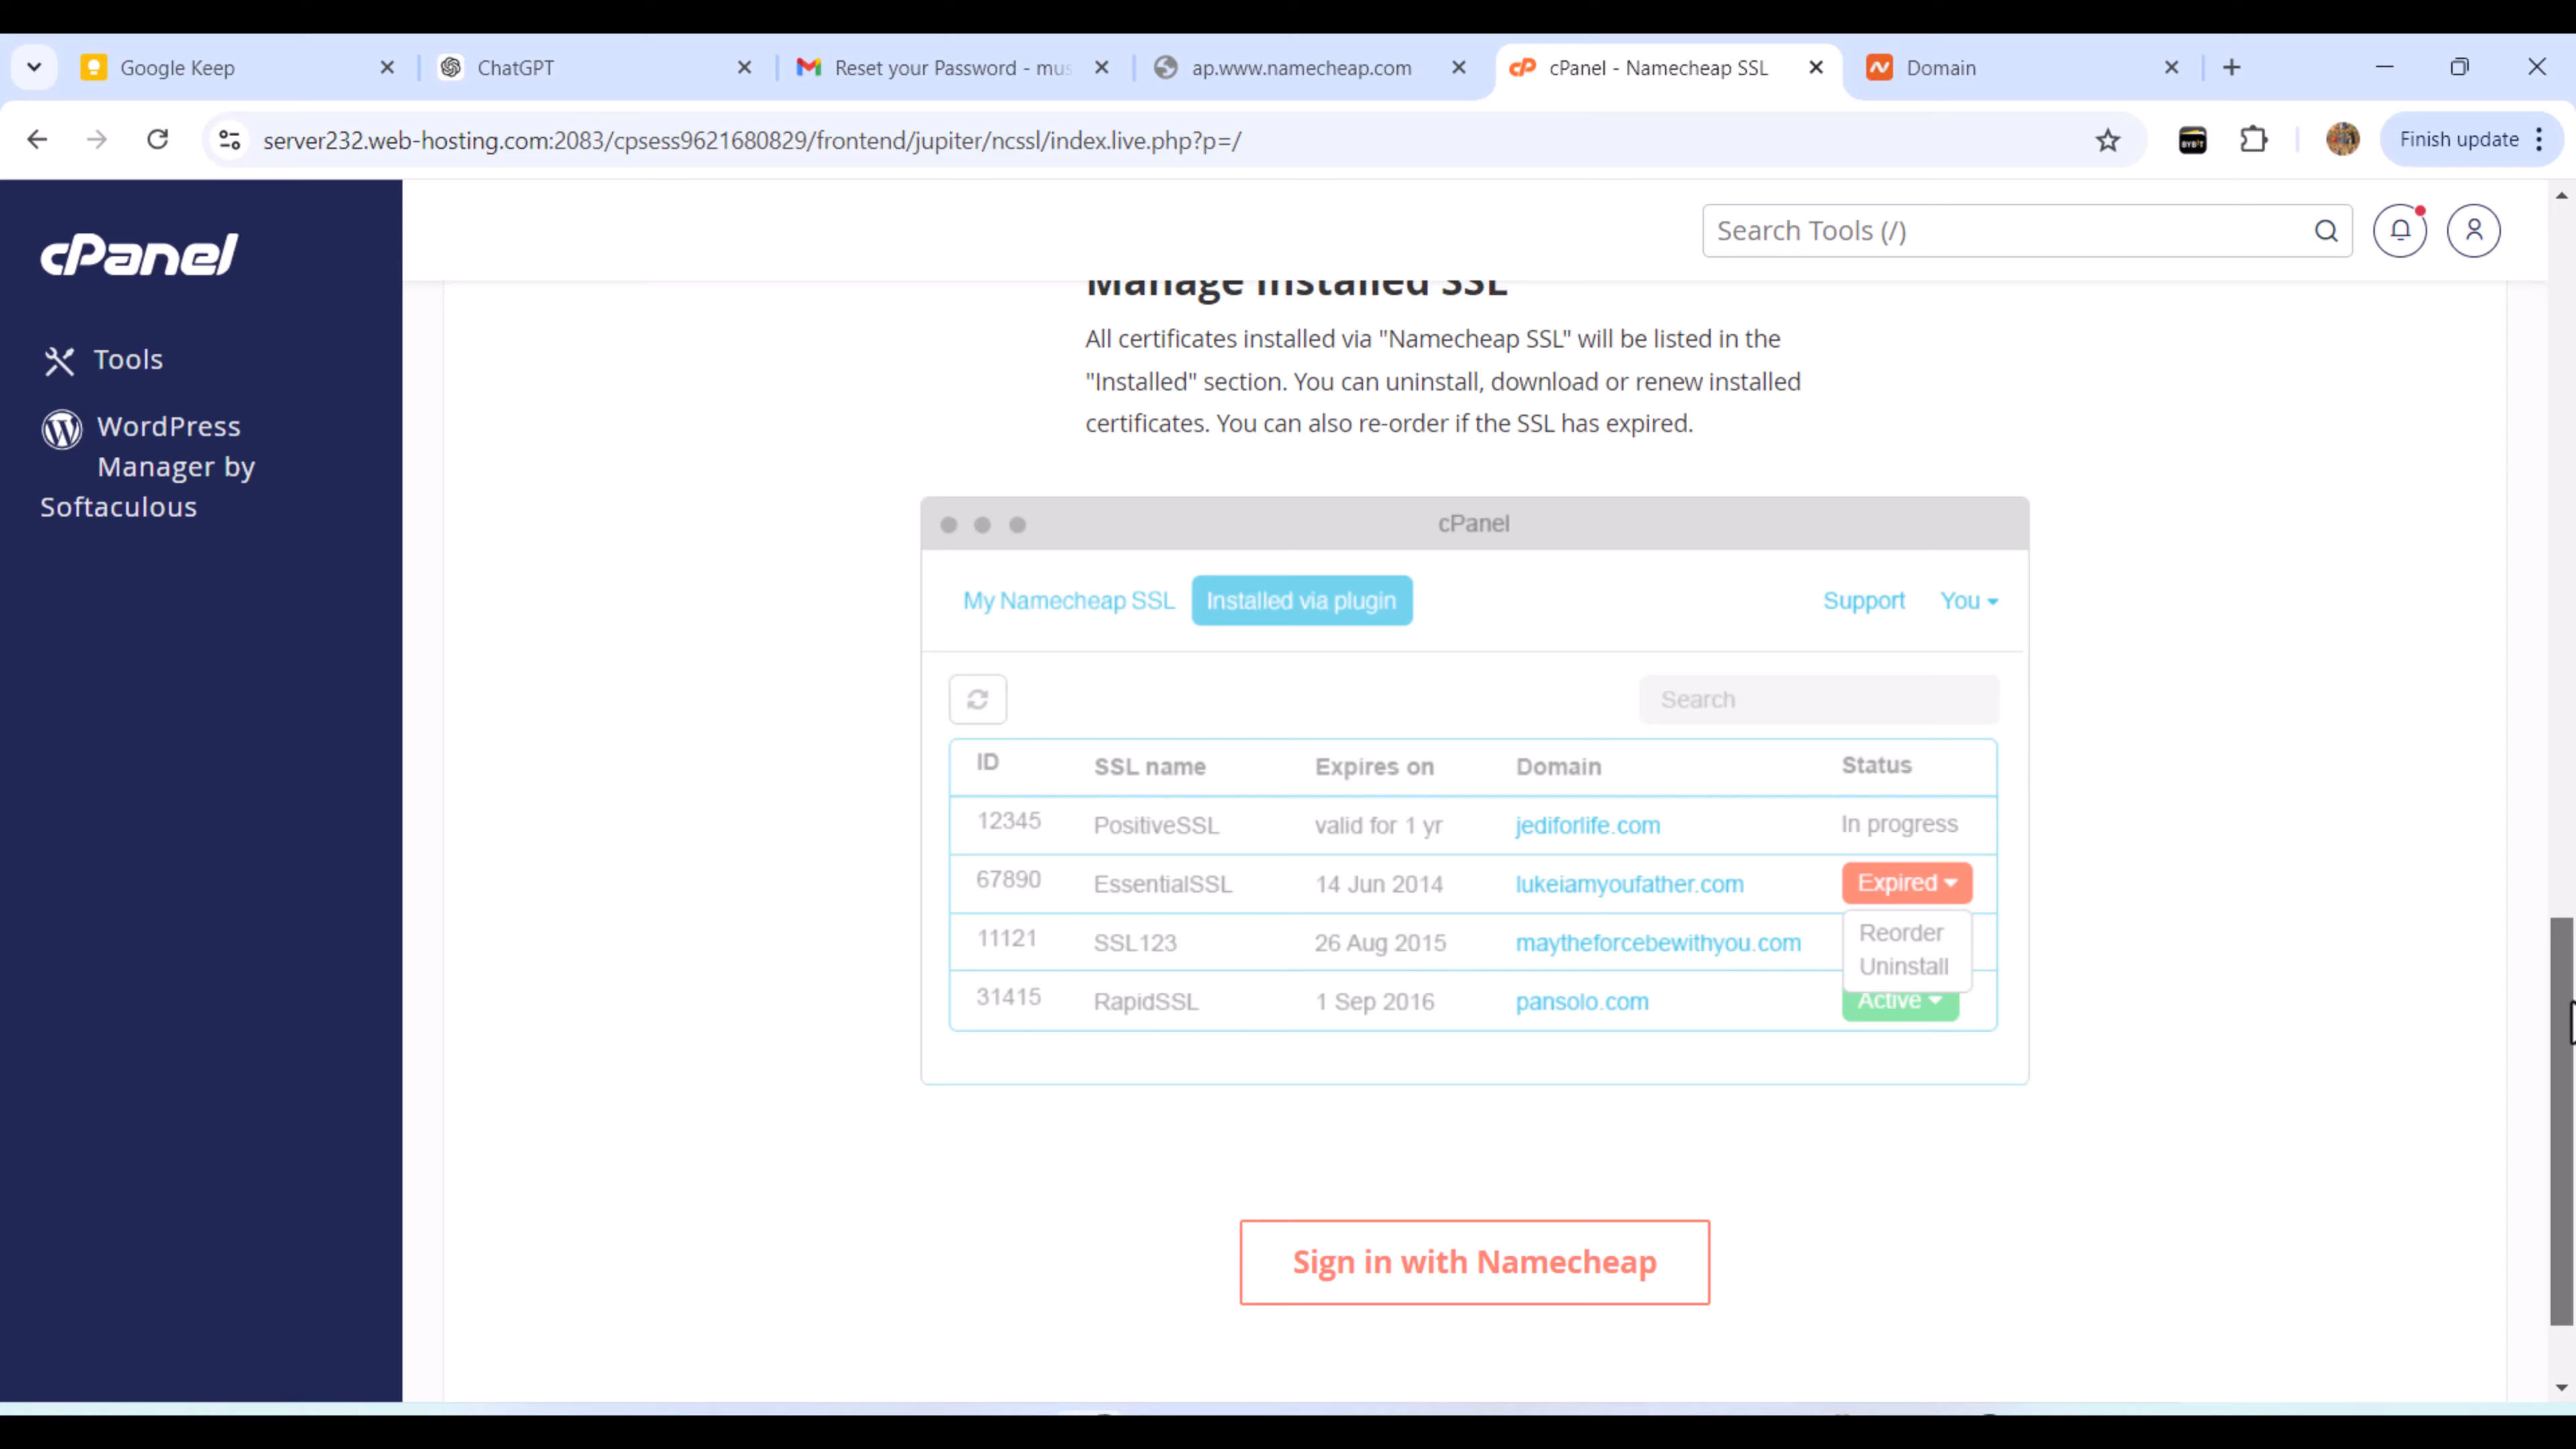 Google Keep
ChatGPT
Reset your Password - mus
ap.www.namecheap.com
cPanel - Namecheap SSL
Domain
server232.web-hosting.com:2083/cpsess9621680829/frontend/jupiter/ncssl/index.live.php?p=/
BYBIT
Finish update
cPanel
Search Tools (/)
Tools
WordPress
Manager by
Softaculous
Manage Installed SSL
All certificates installed via "Namecheap SSL" will be listed in the
"Installed" section. You can uninstall, download or renew installed
certificates. You can also re-order if the SSL has expired.
cPanel
My Namecheap SSL Installed via plugin Support You
Search
ID SSL name Expires on Domain Status
12345 PositiveSSL valid for 1 yr jediforlife.com In progress
67890 EssentialSSL 14 Jun 2014 lukeiamyoufather.com Expired
Reorder
11121 SSL123 26 Aug 2015 maytheforcebewithyou.com
Uninstall
31415 RapidSSL 1 Sep 2016 pansolo.com Active
Sign in with Namecheap